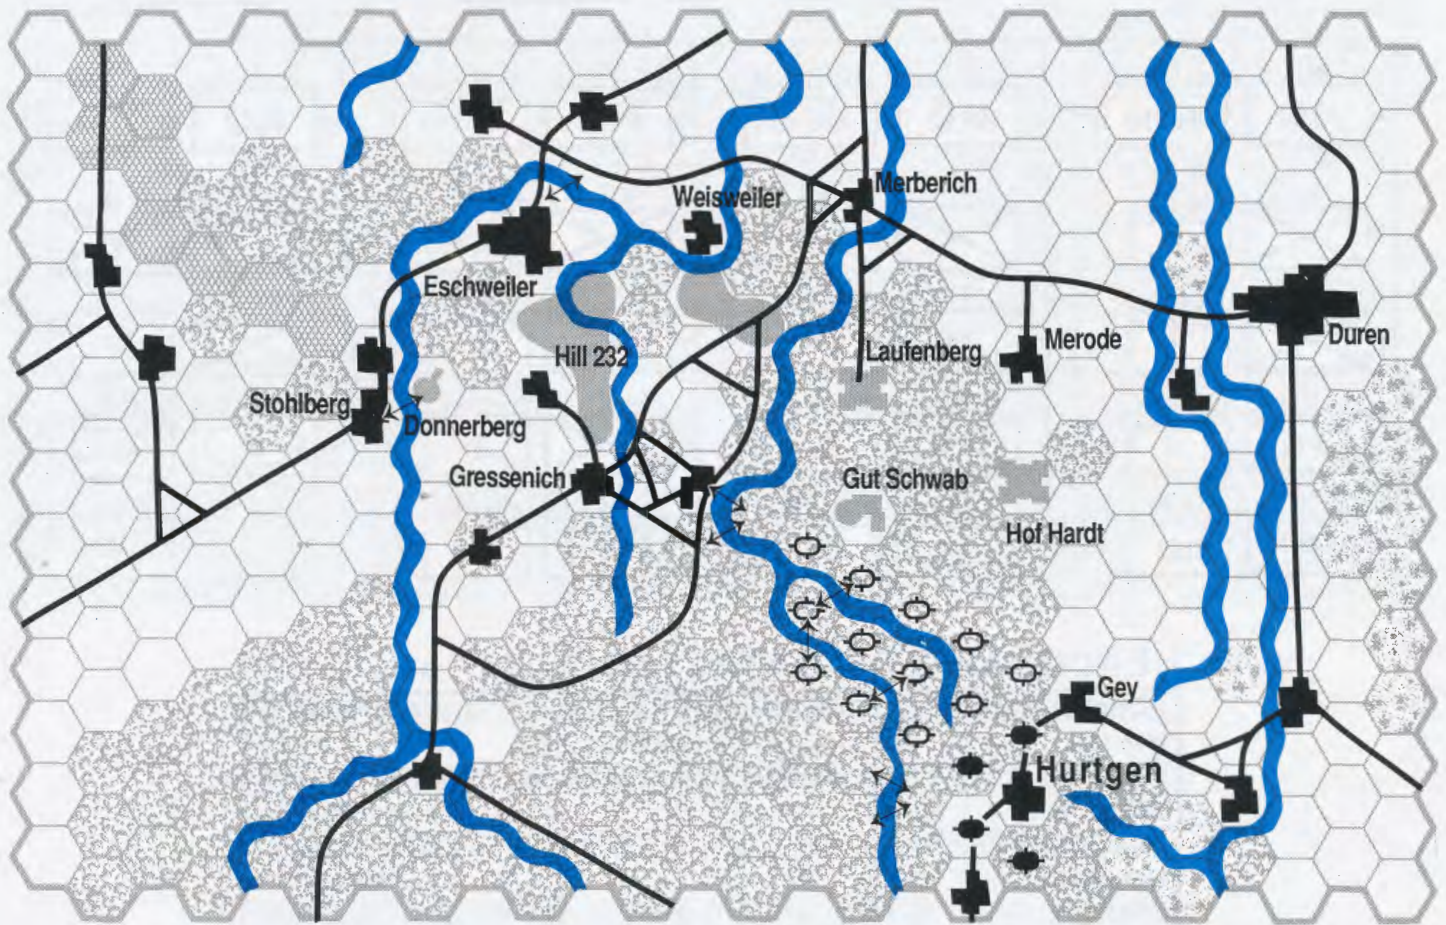 Weisweiler
Merberich
Eschweiler
Hill 232
Laufenberg
Merode
Duren
Stohlberg
Donnerberg
Gressenich
Gut Schwab
Hof Hardt
Gey
Hurtgen